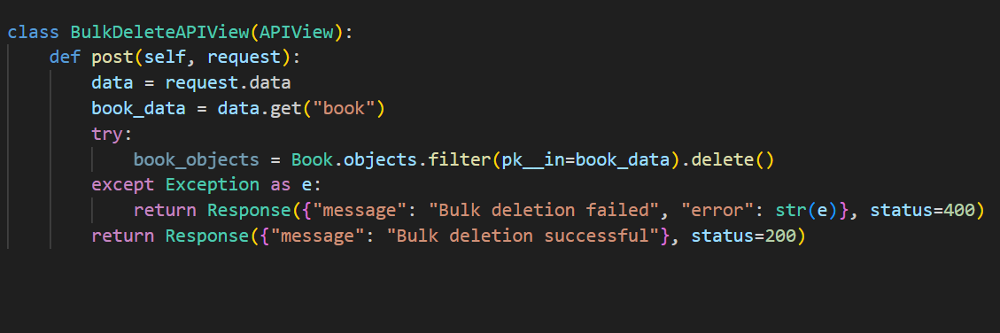 class BulkDeleteAPIView(APIView):
    def post(self, request):
        data = request.data
        book_data = data.get("book")
        try:
            book_objects = Book.objects.filter(pk__in=book_data).delete()
        except Exception as e:
            return Response({"message": "Bulk deletion failed", "error": str(e)}, status=400)
        return Response({"message": "Bulk deletion successful"}, status=200)